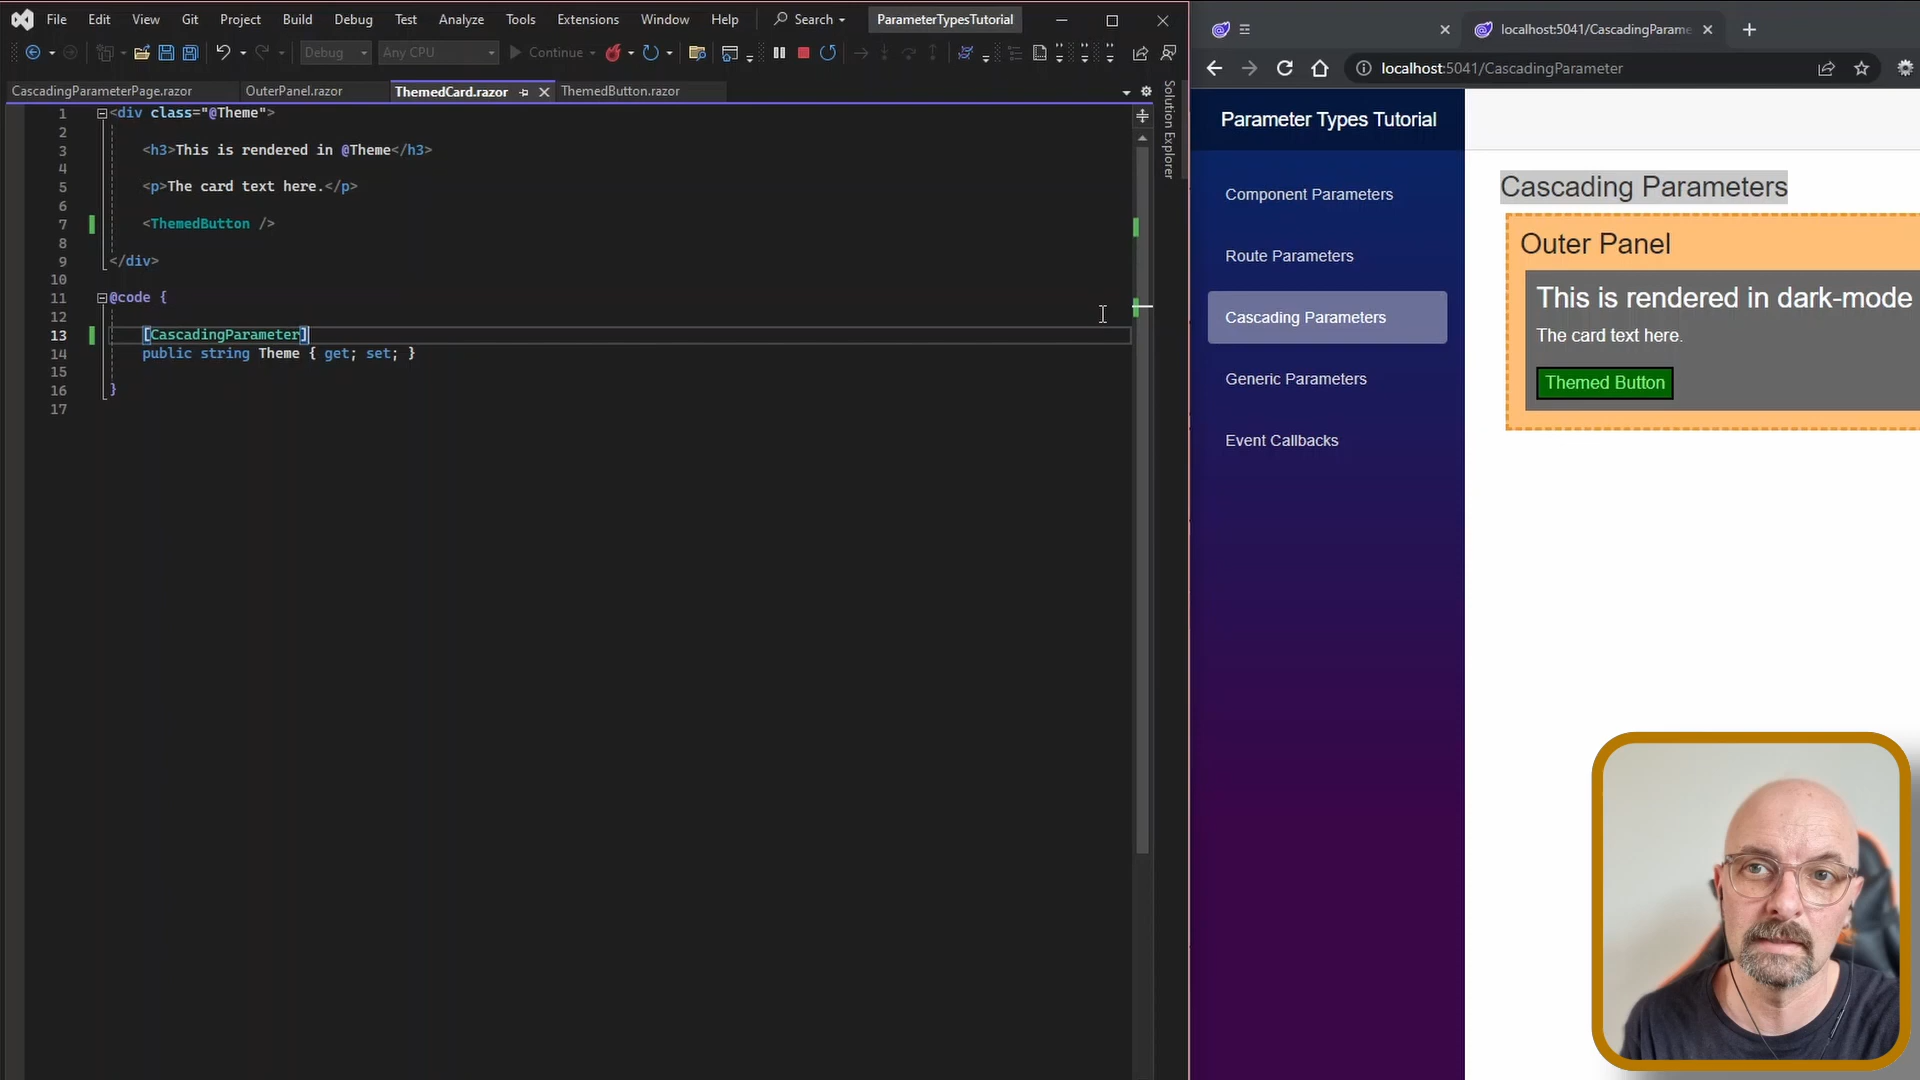 File Edit View Git Project Build Debug Test Analyze Tools Extensions Window Help Search ParameterTypesTutorial
Debug Any CPU Continue
CascadingParameterPage.razor OuterPanel.razor ThemedCard.razor ThemedButton.razor
1 <div class="@Theme">
2
3 <h3>This is rendered in @Theme</h3>
4
5 <p>The card text here.</p>
6
7 <ThemedButton />
8
9 </div>
10
11 @code {
12
13 [CascadingParameter]
14 public string Theme { get; set; }
15
16 }
17
Solution Explorer
localhost:5041/CascadingParame
localhost:5041/CascadingParameter
Parameter Types Tutorial
Component Parameters
Route Parameters
Cascading Parameters
Generic Parameters
Event Callbacks
Cascading Parameters
Outer Panel
This is rendered in dark-mode
The card text here.
Themed Button